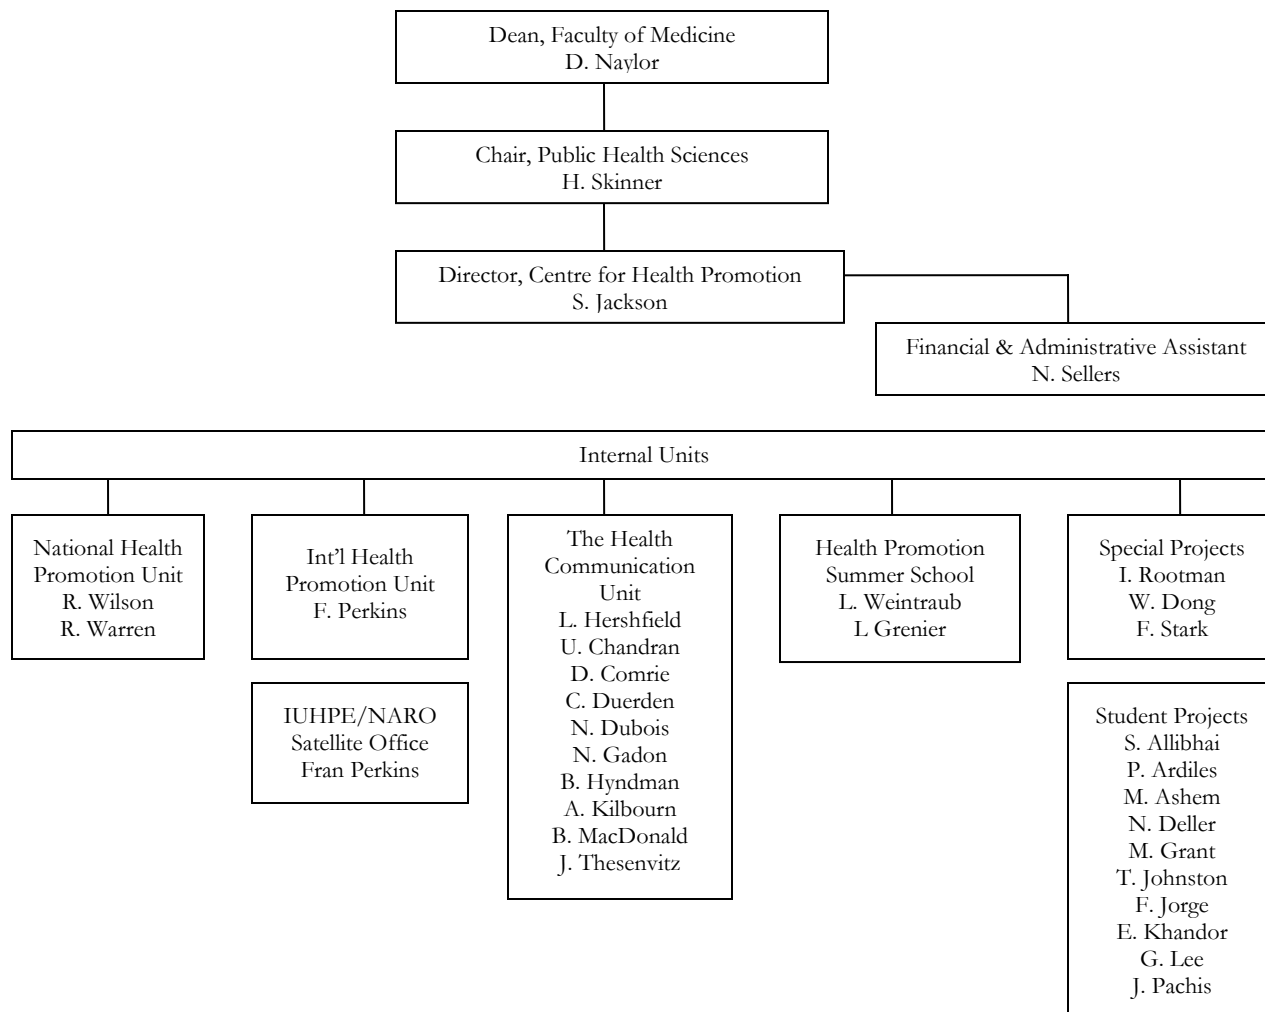 Dean, Faculty of Medicine
D. Naylor
Chair, Public Health Sciences
H. Skinner
Director, Centre for Health Promotion
S. Jackson
Financial & Administrative Assistant
N. Sellers
Internal Units
National Health
Promotion Unit
R. Wilson
R. Warren
Int'l Health
Promotion Unit
F. Perkins
IUHPE/NARO
Satellite Office
Fran Perkins
The Health
Communication
Unit
L. Hershfield
U. Chandran
D. Comrie
C. Duerden
N. Dubois
N. Gadon
B. Hyndman
A. Kilbourn
B. MacDonald
J. Thesenvitz
Health Promotion
Summer School
L. Weintraub
L Grenier
Special Projects
I. Rootman
W. Dong
F. Stark
Student Projects
S. Allibhai
P. Ardiles
M. Ashem
N. Deller
M. Grant
T. Johnston
F. Jorge
E. Khandor
G. Lee
J. Pachis